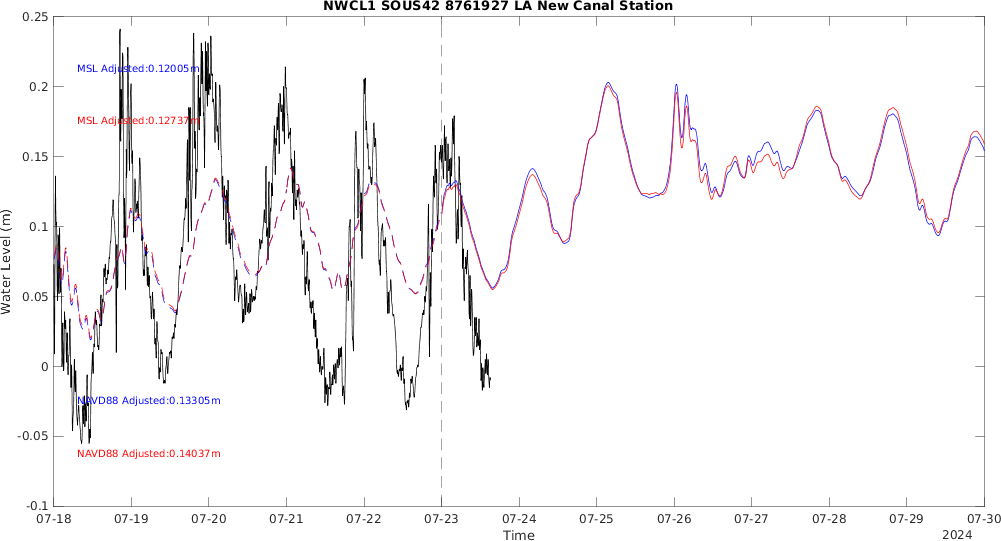 NWCL1 SOUS42 8761927 LA New Canal Station
0.25
0.2
0.15
0.1
0.05
0
-0.05
-0.1
Water Level (m)
MSL Adjusted:0.12005m
MSL Adjusted:0.12737m
NAVD88 Adjusted:0.13305m
NAVD88 Adjusted:0.14037m
07-18 07-19 07-20 07-21 07-22 07-23 07-24 07-25 07-26 07-27 07-28 07-29 07-30
Time
2024